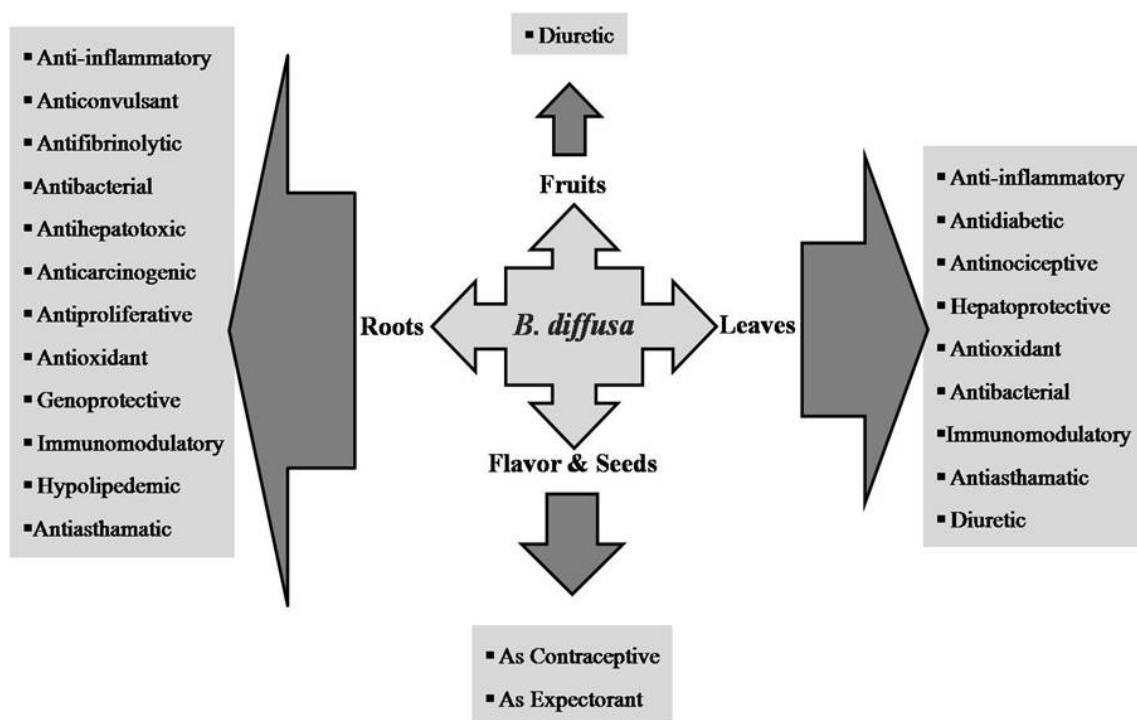 ▪ Diuretic
▪ Anti-inflammatory
▪ Anticonvulsant
▪ Antifibrinolytic
▪Antibacterial
▪ Antihepatotoxic
▪ Anticarcinogenic
▪ Antiproliferative
▪ Antioxidant
▪ Genoprotective
▪ Immunomodulatory
▪ Hypolipedemic
▪Antiasthamatic
Fruits
Roots
B. diffusa
Leaves
Flavor & Seeds
▪ Anti-inflammatory
▪ Antidiabetic
▪ Antinociceptive
▪ Hepatoprotective
▪ Antioxidant
▪ Antibacterial
▪Immunomodulatory
▪ Antiasthamatic
▪ Diuretic
▪ As Contraceptive
▪ As Expectorant